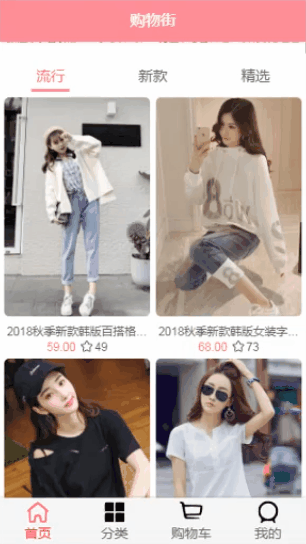 购物街
流行 新款 精选
2018秋季新款韩版百搭格... 2018秋季新款韩版女装字...
59.00 49 68.00 73
首页 分类 购物车 我的